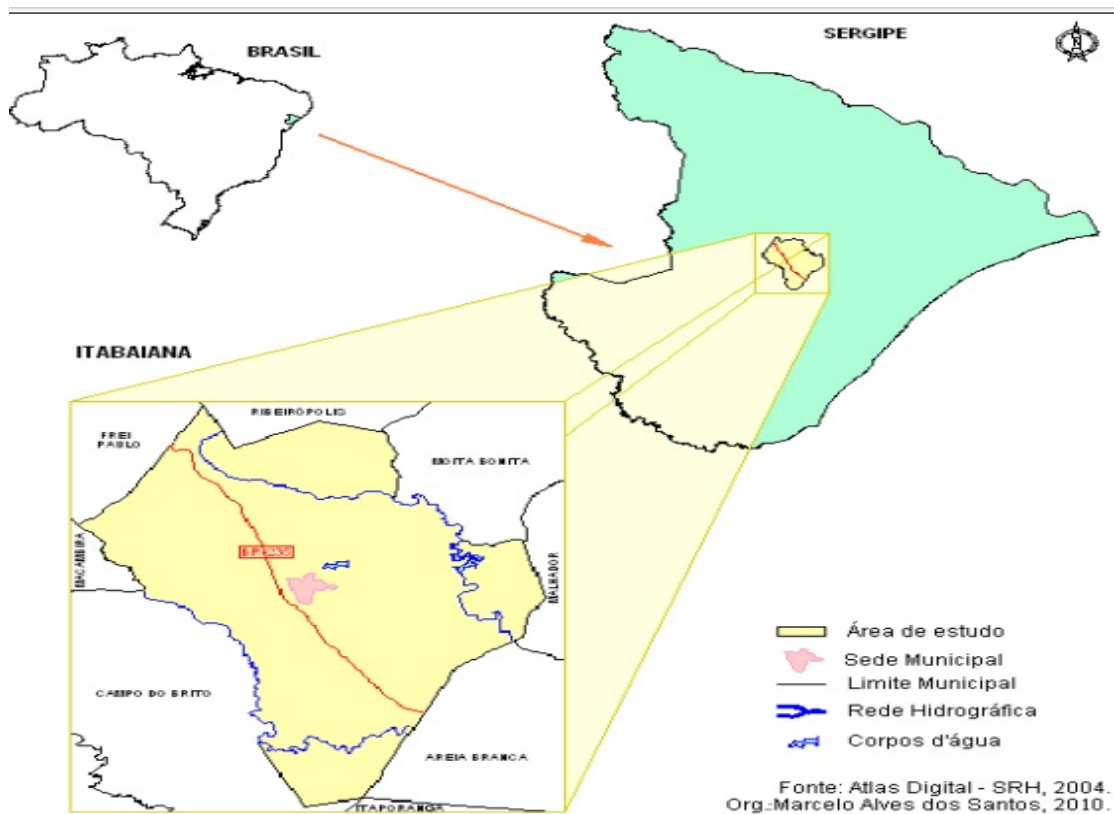 BRASIL
SERGIPE
N
ITABAIANA
RIBEIRÓPOLIS
FREI
PAULO
MOITA BONITA
MACAMBIRA
MALHADOR
CAMPO DO BRITO
AREIA BRANCA
ITAPORANGA
Área de estudo
Sede Municipal
Limite Municipal
Rede Hidrográfica
Corpos d'água
Fonte: Atlas Digital - SRH, 2004.
Org.:Marcelo Alves dos Santos, 2010.